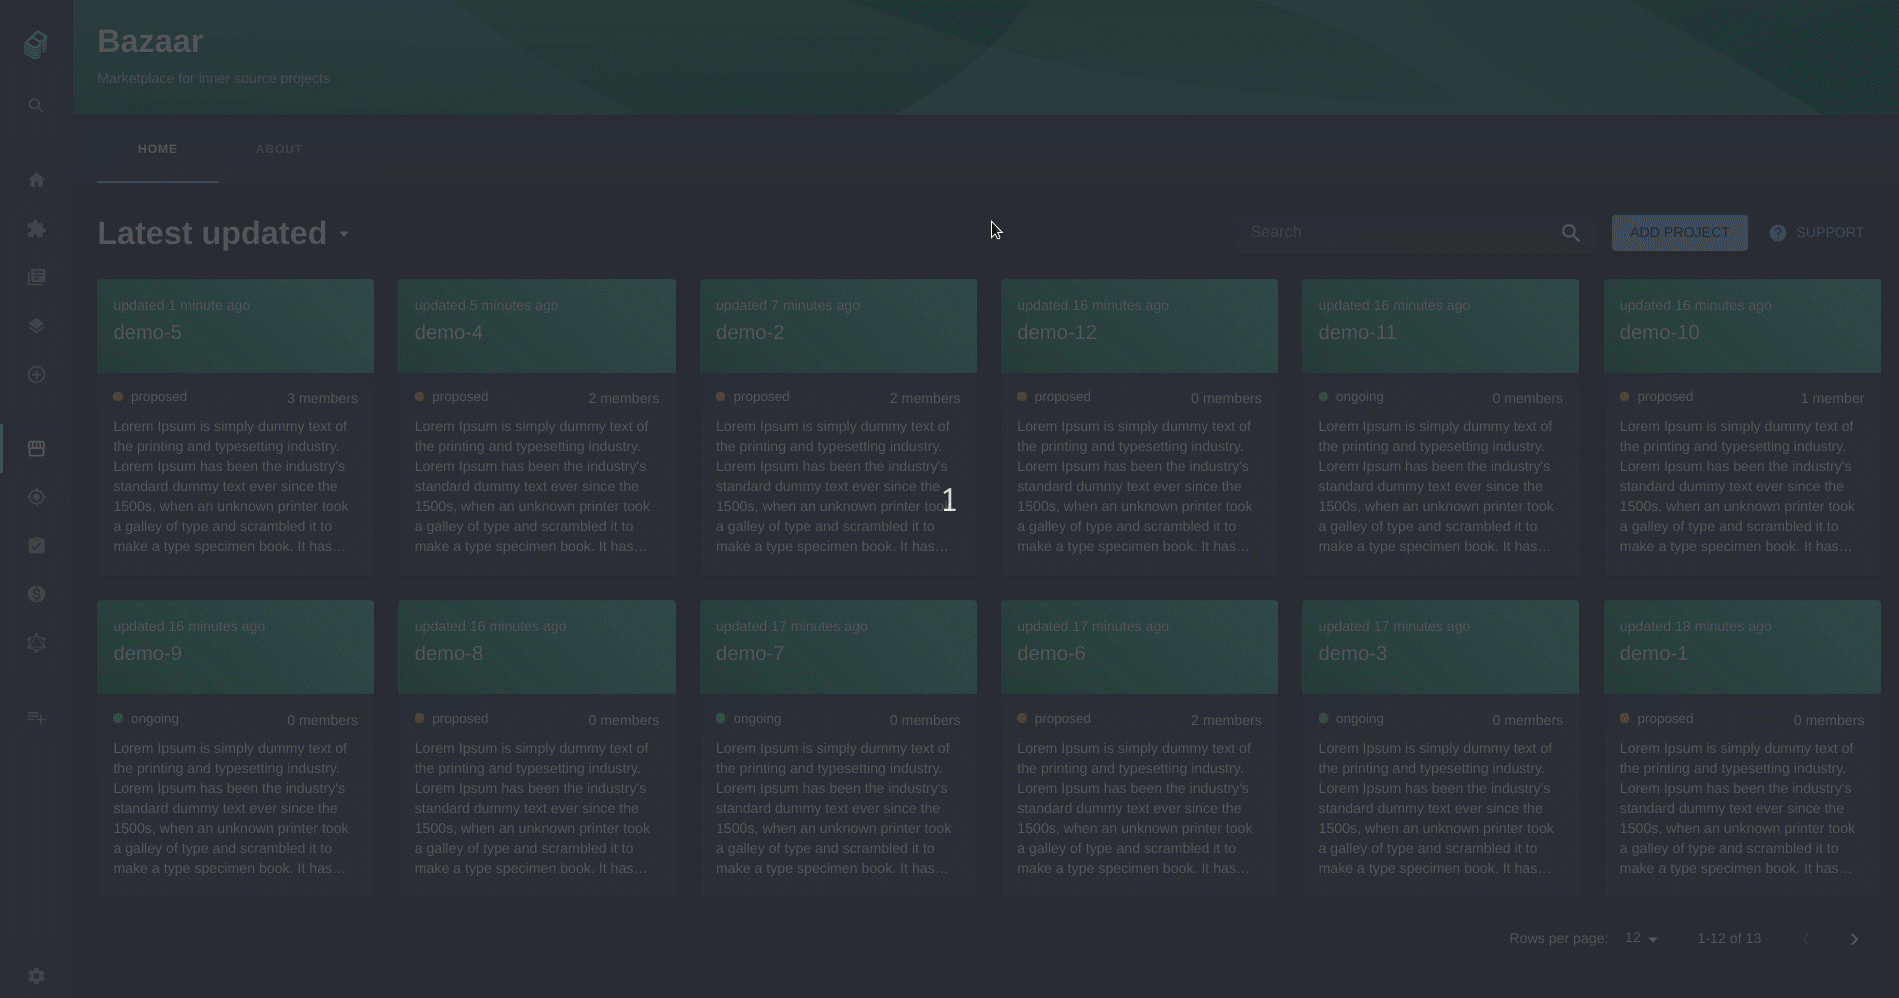 Bazaar
Marketplace for inner source projects
HOME
ABOUT
Latest updated
Search
ADD PROJECT
SUPPORT
updated 1 minute ago
demo-5
proposed
3 members
Lorem Ipsum is simply dummy text of
the printing and typesetting industry.
Lorem Ipsum has been the industry's
standard dummy text ever since the
1500s, when an unknown printer took
a galley of type and scrambled it to
make a type specimen book. It has…
updated 5 minutes ago
demo-4
proposed
2 members
Lorem Ipsum is simply dummy text of
the printing and typesetting industry.
Lorem Ipsum has been the industry's
standard dummy text ever since the
1500s, when an unknown printer took
a galley of type and scrambled it to
make a type specimen book. It has…
updated 7 minutes ago
demo-2
proposed
2 members
Lorem Ipsum is simply dummy text of
the printing and typesetting industry.
Lorem Ipsum has been the industry's
standard dummy text ever since the
1500s, when an unknown printer took
a galley of type and scrambled it to
make a type specimen book. It has…
1
updated 16 minutes ago
demo-12
proposed
0 members
Lorem Ipsum is simply dummy text of
the printing and typesetting industry.
Lorem Ipsum has been the industry's
standard dummy text ever since the
1500s, when an unknown printer took
a galley of type and scrambled it to
make a type specimen book. It has…
updated 16 minutes ago
demo-11
ongoing
0 members
Lorem Ipsum is simply dummy text of
the printing and typesetting industry.
Lorem Ipsum has been the industry's
standard dummy text ever since the
1500s, when an unknown printer took
a galley of type and scrambled it to
make a type specimen book. It has…
updated 16 minutes ago
demo-10
proposed
1 member
Lorem Ipsum is simply dummy text of
the printing and typesetting industry.
Lorem Ipsum has been the industry's
standard dummy text ever since the
1500s, when an unknown printer took
a galley of type and scrambled it to
make a type specimen book. It has…
updated 16 minutes ago
demo-9
ongoing
0 members
Lorem Ipsum is simply dummy text of
the printing and typesetting industry.
Lorem Ipsum has been the industry's
standard dummy text ever since the
1500s, when an unknown printer took
a galley of type and scrambled it to
make a type specimen book. It has…
updated 16 minutes ago
demo-8
proposed
0 members
Lorem Ipsum is simply dummy text of
the printing and typesetting industry.
Lorem Ipsum has been the industry's
standard dummy text ever since the
1500s, when an unknown printer took
a galley of type and scrambled it to
make a type specimen book. It has…
updated 17 minutes ago
demo-7
ongoing
0 members
Lorem Ipsum is simply dummy text of
the printing and typesetting industry.
Lorem Ipsum has been the industry's
standard dummy text ever since the
1500s, when an unknown printer took
a galley of type and scrambled it to
make a type specimen book. It has…
updated 17 minutes ago
demo-6
proposed
2 members
Lorem Ipsum is simply dummy text of
the printing and typesetting industry.
Lorem Ipsum has been the industry's
standard dummy text ever since the
1500s, when an unknown printer took
a galley of type and scrambled it to
make a type specimen book. It has…
updated 17 minutes ago
demo-3
ongoing
0 members
Lorem Ipsum is simply dummy text of
the printing and typesetting industry.
Lorem Ipsum has been the industry's
standard dummy text ever since the
1500s, when an unknown printer took
a galley of type and scrambled it to
make a type specimen book. It has…
updated 18 minutes ago
demo-1
proposed
0 members
Lorem Ipsum is simply dummy text of
the printing and typesetting industry.
Lorem Ipsum has been the industry's
standard dummy text ever since the
1500s, when an unknown printer took
a galley of type and scrambled it to
make a type specimen book. It has…
Rows per page: 12
1-12 of 13